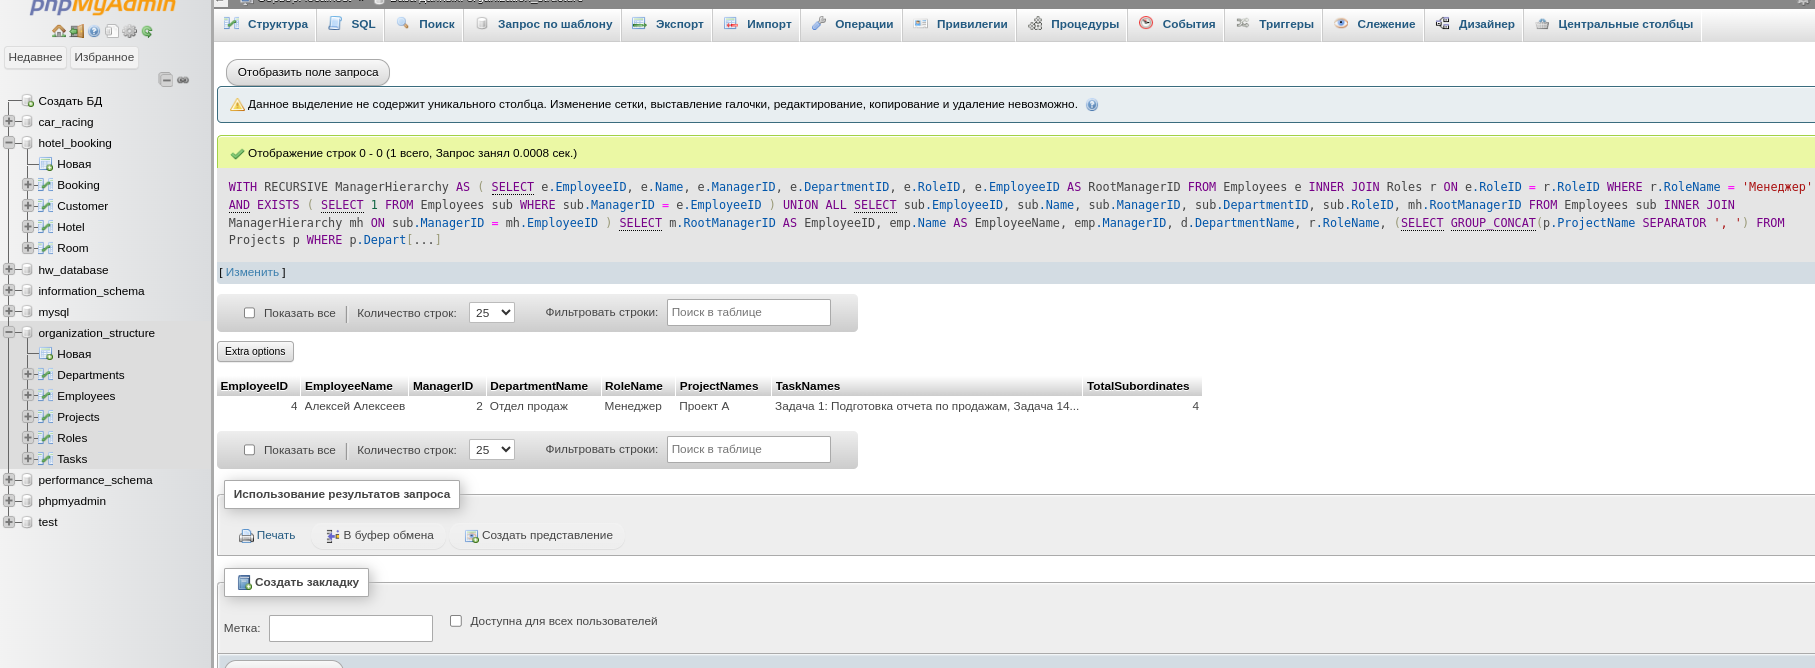 phpMyAdmin
Недавнее Избранное
Создать БД
car_racing
hotel_booking
Новая
Booking
Customer
Hotel
Room
hw_database
information_schema
mysql
organization_structure
Новая
Departments
Employees
Projects
Roles
Tasks
performance_schema
phpmyadmin
test
Структура SQL Поиск Запрос по шаблону Экспорт Импорт Операции Привилегии Процедуры События Триггеры Слежение Дизайнер Центральные столбцы
Отобразить поле запроса
Данное выделение не содержит уникального столбца. Изменение сетки, выставление галочки, редактирование, копирование и удаление невозможно.
Отображение строк 0 - 0 (1 всего, Запрос занял 0.0008 сек.)
WITH RECURSIVE ManagerHierarchy AS ( SELECT e.EmployeeID, e.Name, e.ManagerID, e.DepartmentID, e.RoleID, e.EmployeeID AS RootManagerID FROM Employees e INNER JOIN Roles r ON e.RoleID = r.RoleID WHERE r.RoleName = 'Менеджер'
AND EXISTS ( SELECT 1 FROM Employees sub WHERE sub.ManagerID = e.EmployeeID ) UNION ALL SELECT sub.EmployeeID, sub.Name, sub.ManagerID, sub.DepartmentID, sub.RoleID, mh.RootManagerID FROM Employees sub INNER JOIN
ManagerHierarchy mh ON sub.ManagerID = mh.EmployeeID ) SELECT m.RootManagerID AS EmployeeID, emp.Name AS EmployeeName, emp.ManagerID, d.DepartmentName, r.RoleName, (SELECT GROUP_CONCAT(p.ProjectName SEPARATOR ', ') FROM
Projects p WHERE p.Depart[...]
[ Изменить ]
Показать все Количество строк: 25 Фильтровать строки: Поиск в таблице
Extra options
EmployeeID EmployeeName ManagerID DepartmentName RoleName ProjectNames TaskNames TotalSubordinates
4 Алексей Алексеев 2 Отдел продаж Менеджер Проект А Задача 1: Подготовка отчета по продажам, Задача 14... 4
Показать все Количество строк: 25 Фильтровать строки: Поиск в таблице
Использование результатов запроса
Печать В буфер обмена Создать представление
Создать закладку
Метка: Доступна для всех пользователей